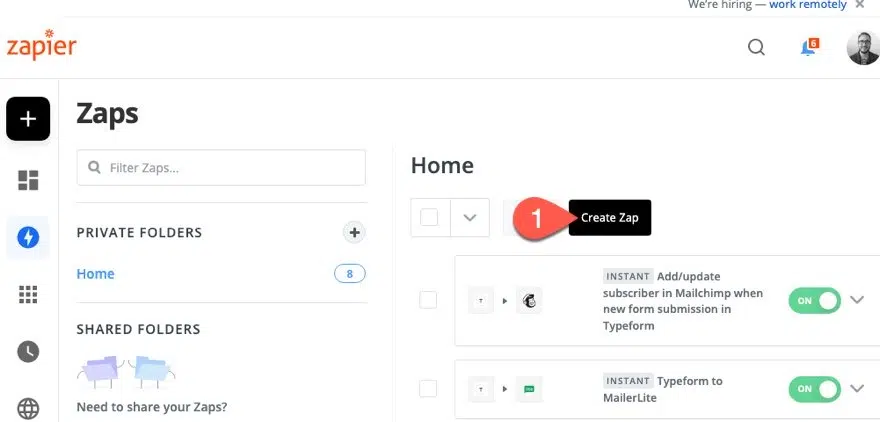 We're hiring — work remotely ×
zapier
6
Zaps
Filter Zaps...
PRIVATE FOLDERS
Home
8
SHARED FOLDERS
Need to share your Zaps?
Home
1
Create Zap
INSTANT Add/update
subscriber in Mailchimp when
new form submission in
Typeform
ON
INSTANT Typeform to
MailerLite
ON